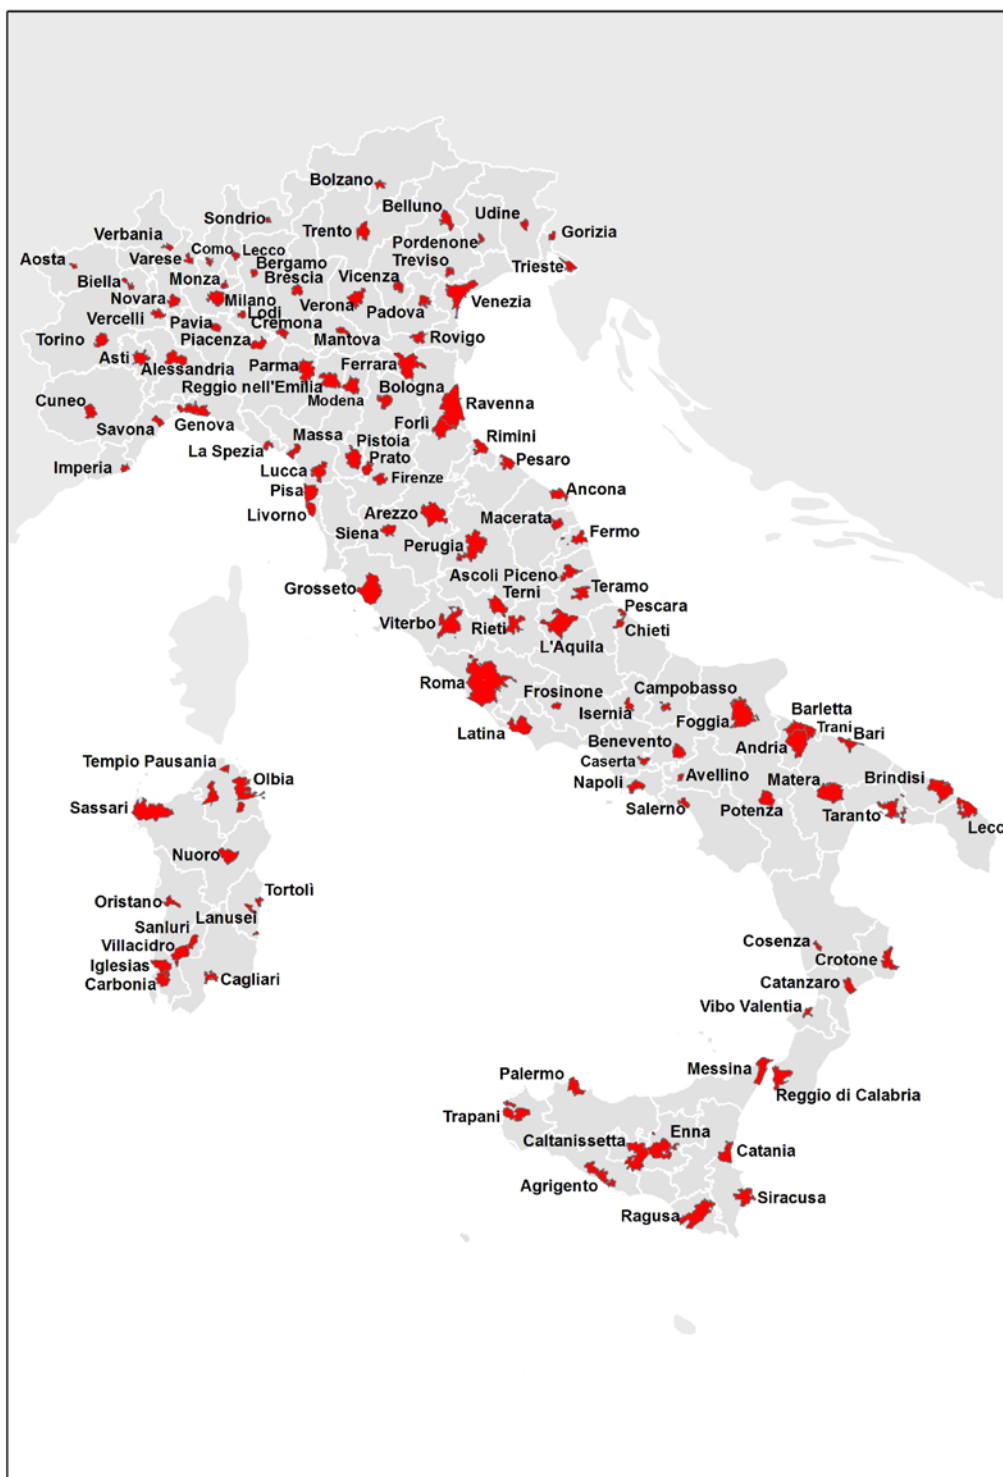 Bolzano
Belluno
Udine
Sondrio
Trento
Gorizia
Pordenone
Verbania
Como
Lecco
Treviso
Aosta
Varese
Bergamo
Trieste
Vicenza
Biella
Monza
Brescia
Novara
Milano
Verona
Venezia
Padova
Vercelli
Lodi
Pavia
Cremona
Torino
Piacenza
Mantova
Rovigo
Asti
Alessandria
Parma
Ferrara
Reggio nell'Emilia
Bologna
Cuneo
Modena
Ravenna
Savona
Genova
Forlì
Massa
Pistoia
Rimini
La Spezia
Prato
Pesaro
Imperia
Lucca
Firenze
Pisa
Ancona
Livorno
Arezzo
Macerata
Siena
Fermo
Perugia
Ascoli Piceno
Grosseto
Terni
Teramo
Pescara
Viterbo
Rieti
Chieti
L'Aquila
Roma
Frosinone
Campobasso
Isernia
Foggia
Barletta
Latina
Trani
Bari
Benevento
Andria
Tempio Pausania
Caserta
Olbia
Avellino
Matera
Brindisi
Napoli
Sassari
Salerno
Potenza
Taranto
Lecc
Nuoro
Tortolì
Oristano
Lanusei
Sanluri
Villacidro
Cosenza
Iglesias
Crotone
Carbonia
Cagliari
Catanzaro
Vibo Valentia
Messina
Palermo
Reggio di Calabria
Trapani
Enna
Caltanissetta
Catania
Agrigento
Siracusa
Ragusa